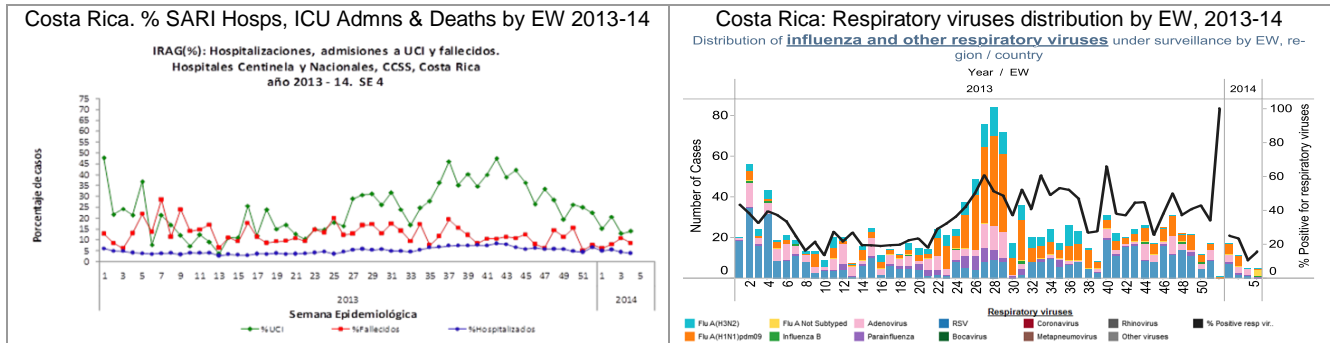 Costa Rica. % SARI Hosps, ICU Admns & Deaths by EW 2013-14
IRAG(%): Hospitalizaciones, admisiones a UCI y fallecidos.
Hospitales Centinela y Nacionales, CCSS, Costa Rica
año 2013 - 14.  SE 4
Porcentaje de casos
75
70
65
60
55
50
45
40
35
30
25
20
15
10
5
0
1 3 5 7 9 11 13 15 17 19 21 23 25 27 29 31 33 35 37 39 41 43 45 47 49 51 1 3 5
2013 2014
Semana Epidemiológica
%UCI %Fallecidos %Hospitalizados
Costa Rica: Respiratory viruses distribution by EW, 2013-14
Distribution of influenza and other respiratory viruses under surveillance by EW, re-
gion / country
Year / EW
2013 2014
Number of Cases
80
60
40
20
0
% Positive for respiratory viruses
100
80
60
40
20
0
2 4 6 8 10 12 14 16 18 20 22 24 26 28 30 32 34 36 38 40 42 44 46 48 50 5
Respiratory viruses
Flu A(H3N2) Flu A Not Subtyped Adenovirus RSV Coronavirus Rhinovirus % Positive resp vir..
Flu A(H1N1)pdm09 Influenza B Parainfluenza Bocavirus Metapneumovirus Other viruses